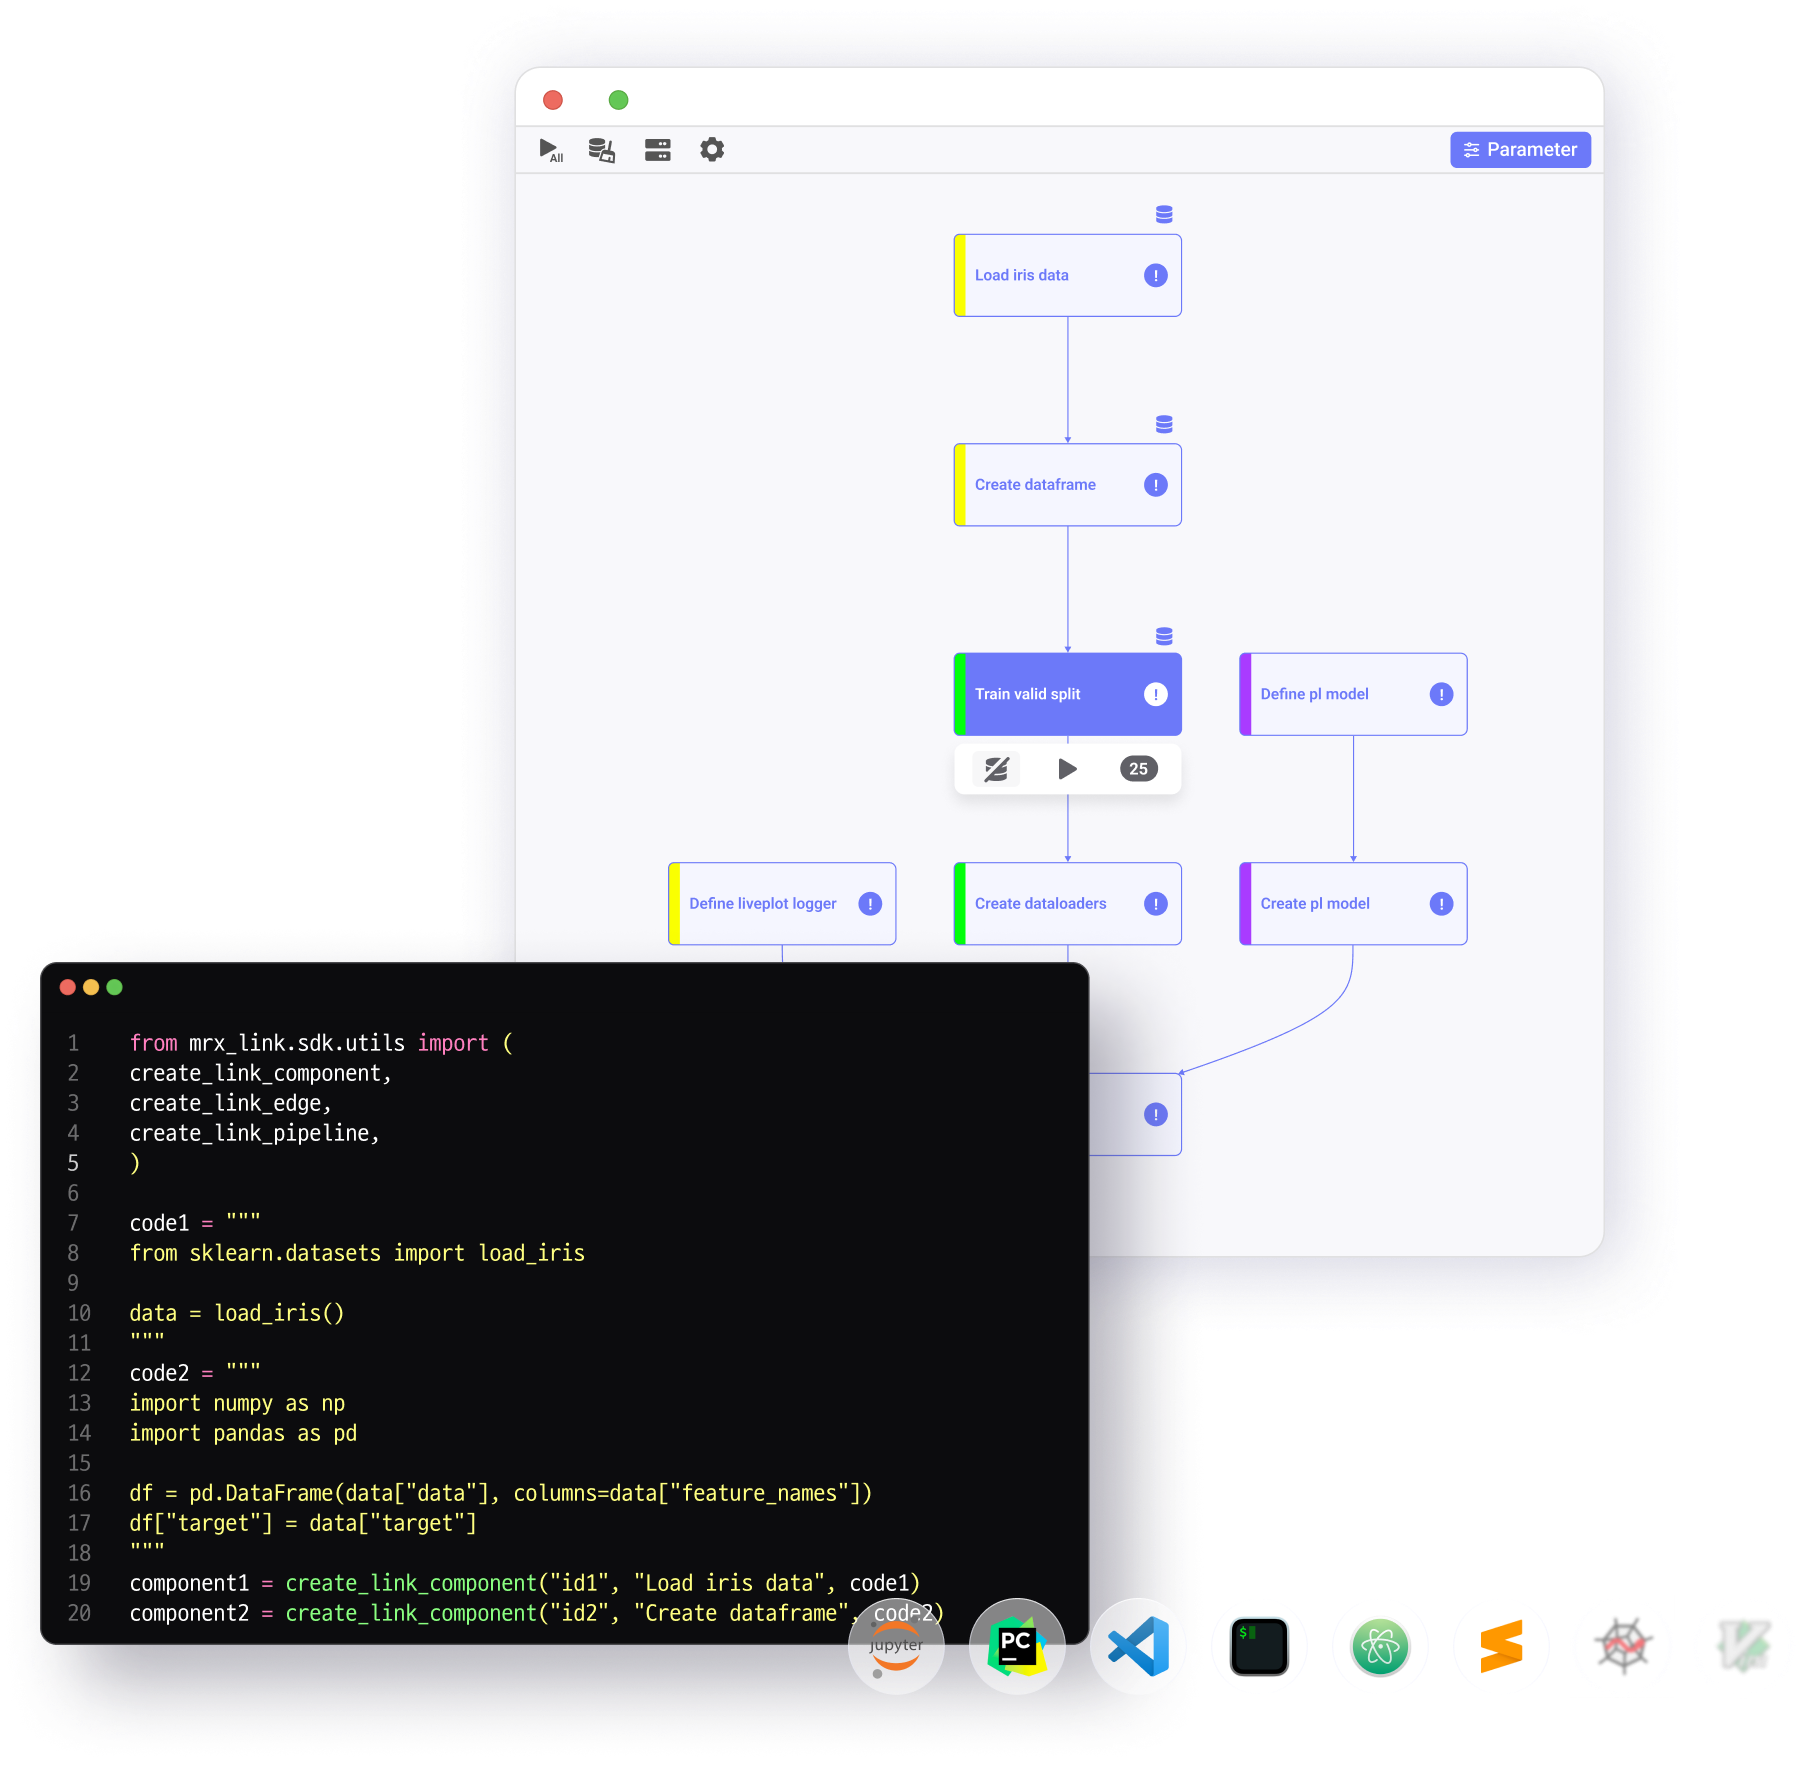 All
Parameter
Load iris data !
Create dataframe !
Train valid split !
Define pl model !
25
Define liveplot logger !
Create dataloaders !
Create pl model !
!
1 from mrx_link.sdk.utils import (
2 create_link_component,
3 create_link_edge,
4 create_link_pipeline,
5 )
6
7 code1 = """
8 from sklearn.datasets import load_iris
9
10 data = load_iris()
11 """
12 code2 = """
13 import numpy as np
14 import pandas as pd
15
16 df = pd.DataFrame(data["data"], columns=data["feature_names"])
17 df["target"] = data["target"]
18 """
19 component1 = create_link_component("id1", "Load iris data", code1)
20 component2 = create_link_component("id2", "Create dataframe", code2)
jupyter
PC
$